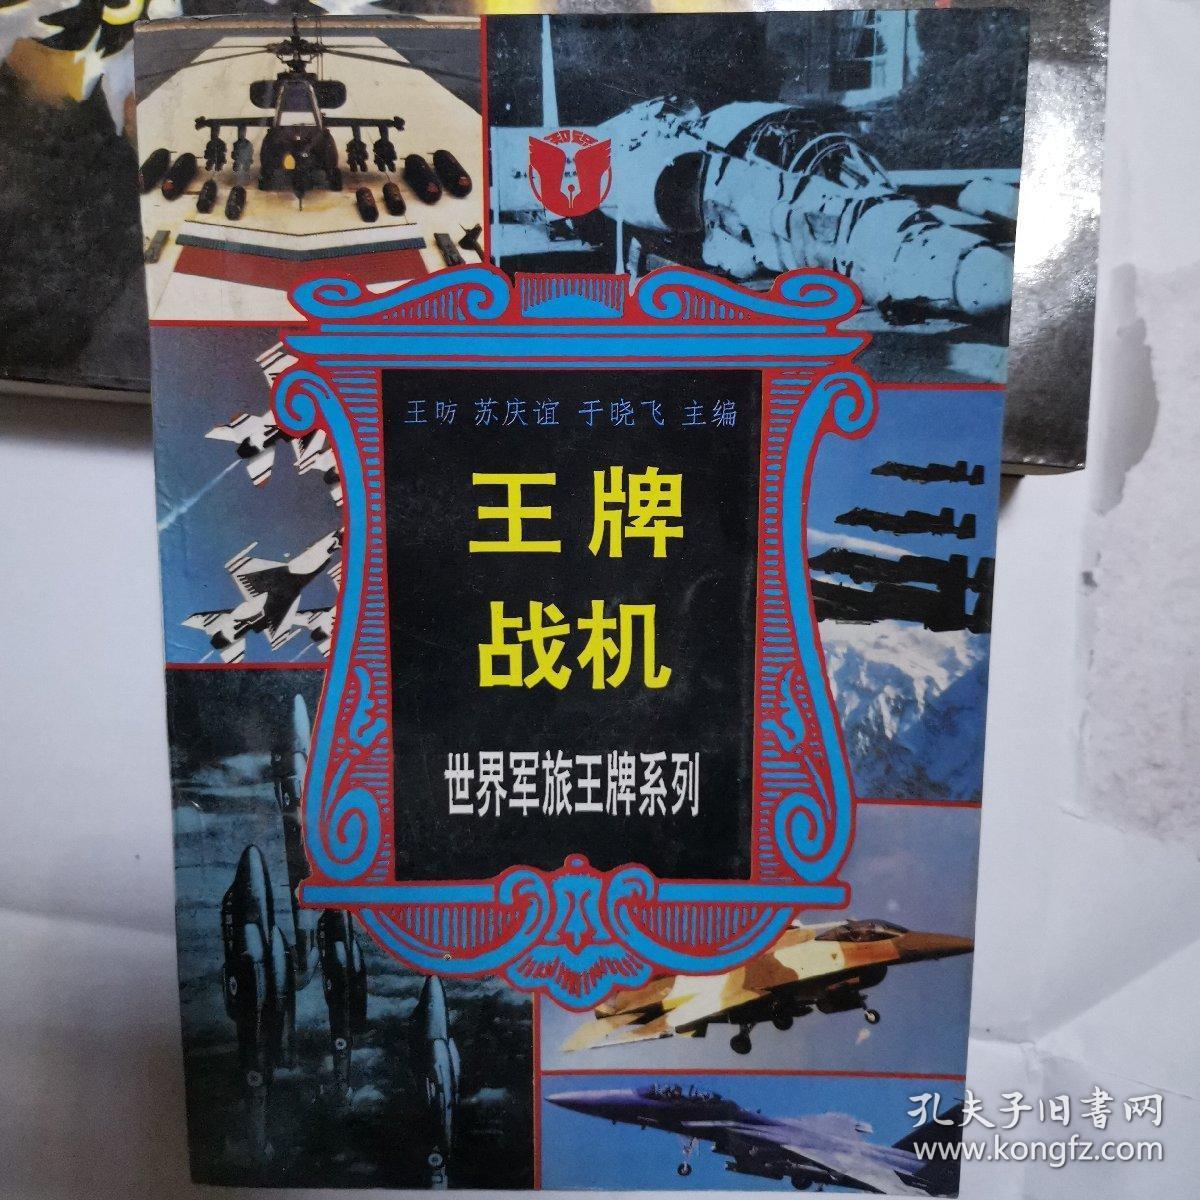 王昉 苏庆谊 于晓飞 主编
王牌
战机
世界军旅王牌系列
孔夫子旧書网
www.kongfz.com